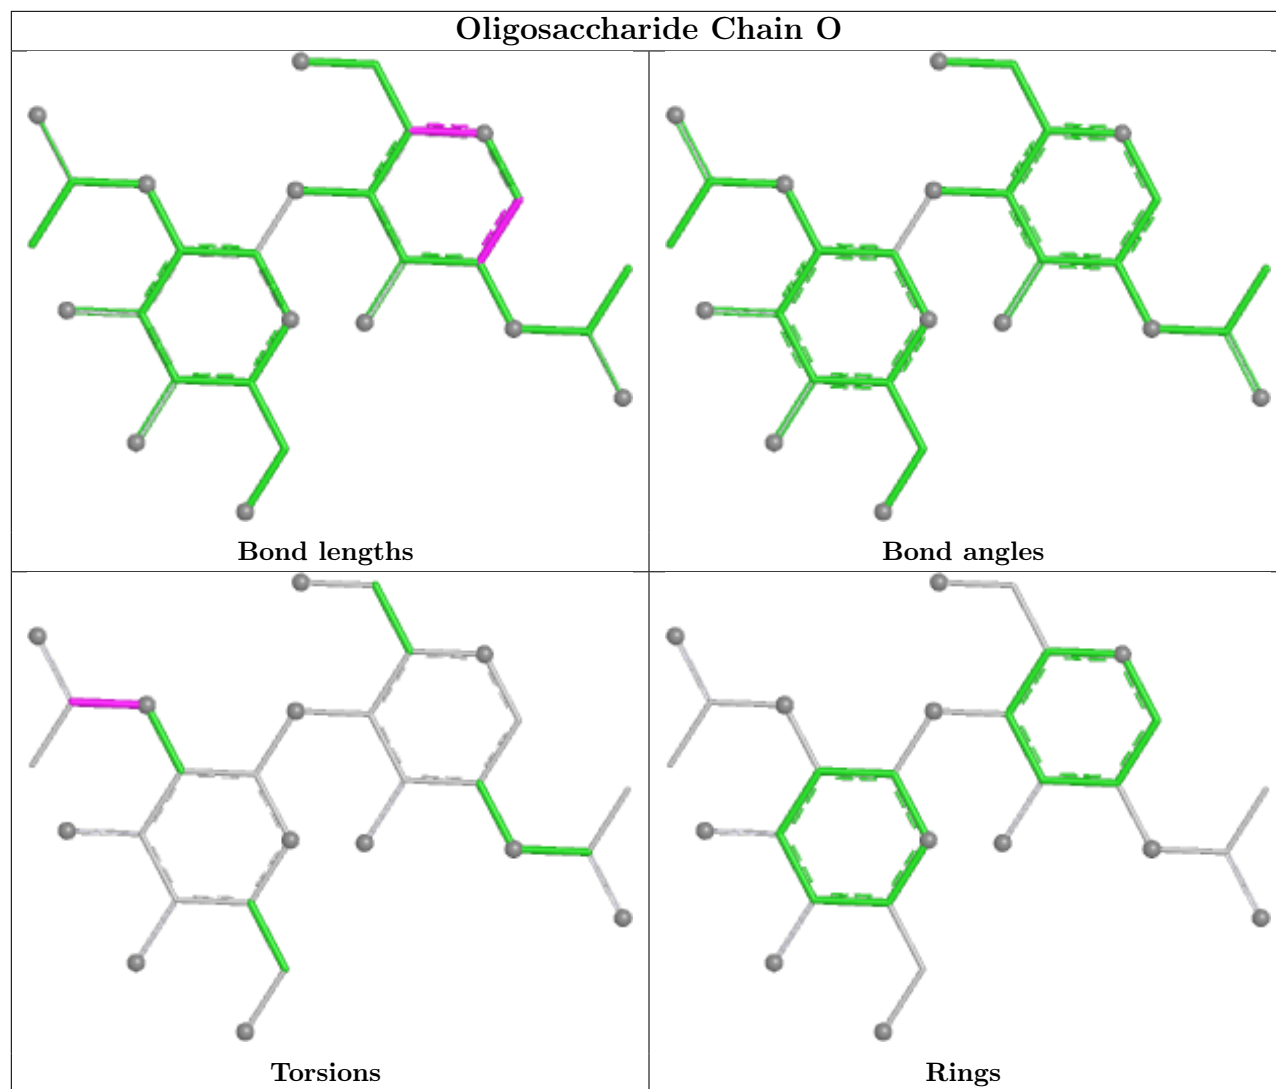 Oligosaccharide Chain O
Bond lengths
Bond angles
Torsions
Rings